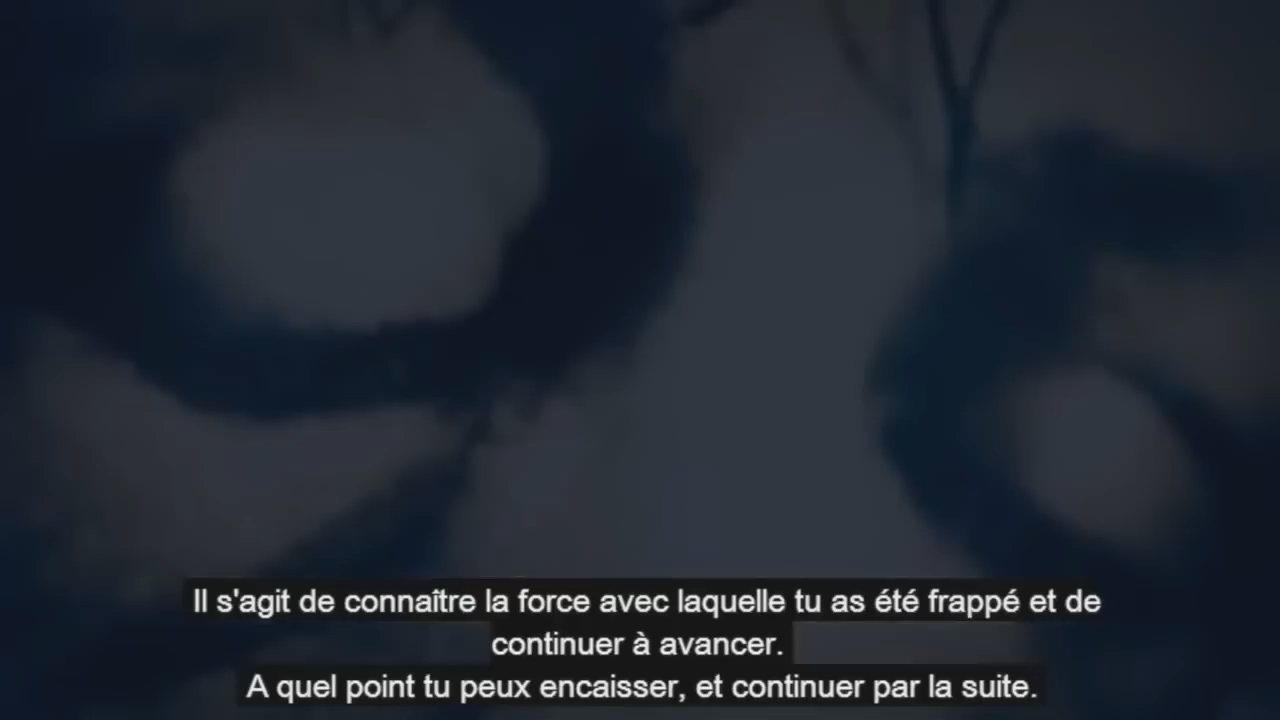 Il s'agit de connaître la force avec laquelle tu as été frappé et de
continuer à avancer.
A quel point tu peux encaisser, et continuer par la suite.